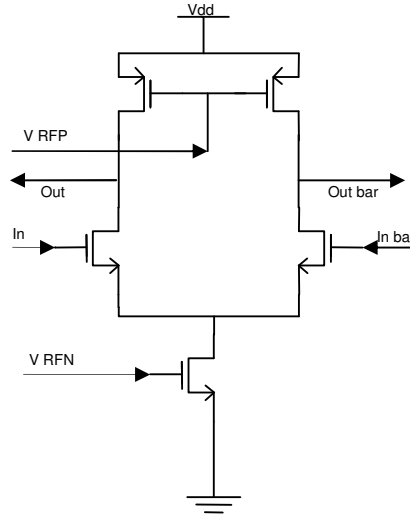 Vdd
V RFP
Out
Out bar
In
In ba
V RFN